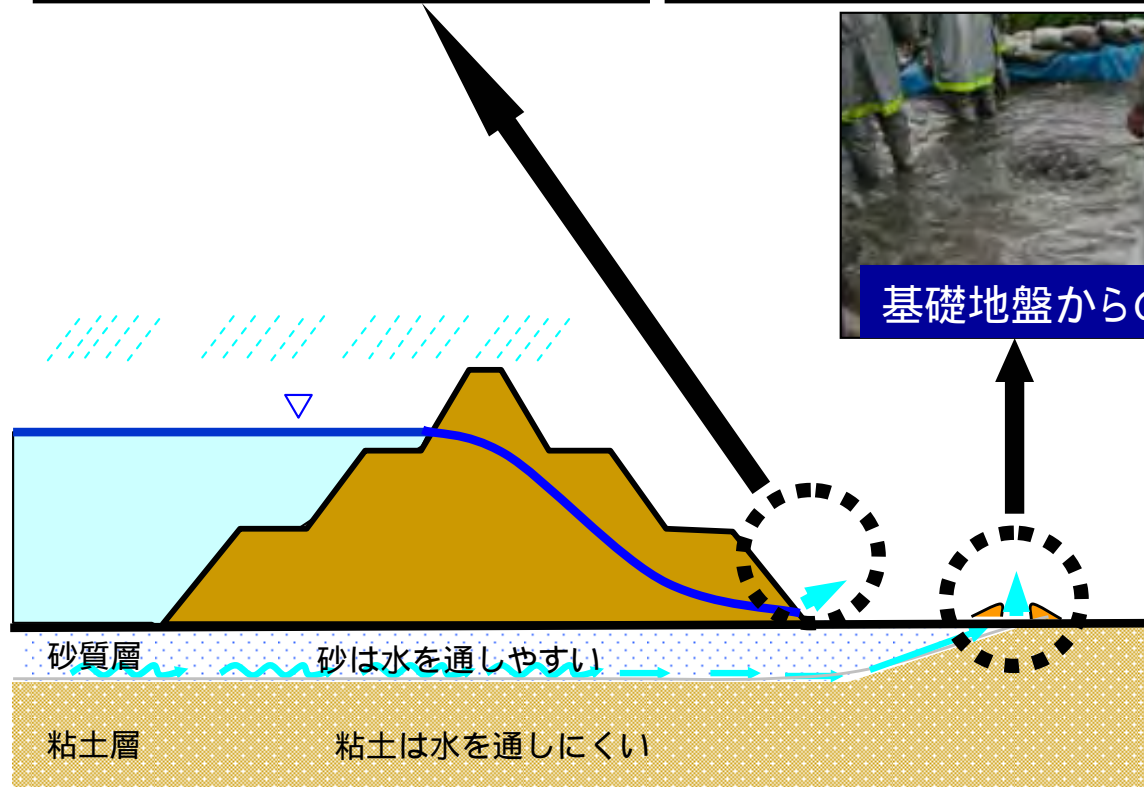 基礎地盤から
砂質層
砂は水を通しやすい
粘土層
粘土は水を通しにくい